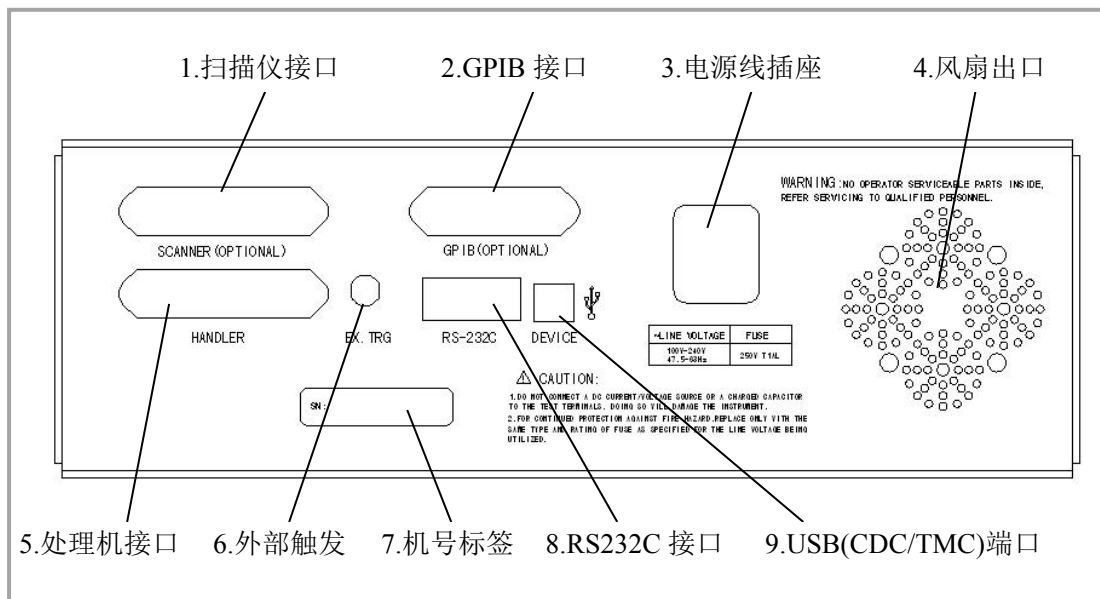 1.扫描仪接口
2.GPIB 接口
3.电源线插座
4.风扇出口
WARNING:NO OPERATOR SERVICEABLE PARTS INSIDE,
REFER SERVICING TO QUALIFIED PERSONNEL.
SCANNER(OPTIONAL)
GPIB(OPTIONAL)
HANDLER
EX. TRG
RS-232C
DEVICE
~LINE VOLTAGE
FUSE
100V-240V
47.5-63Hz
250V T1AL
⚠ CAUTION:
1.DO NOT CONNECT A DC CURRENT/VOLTAGE SOURCE OR A CHARGED CAPACITOR
TO THE TEST TERMINALS. DOING SO WILL DAMAGE THE INSTRUMENT.
2.FOR CONTINUED PROTECTION AGAINST FIRE HAZARD.REPLACE ONLY WITH THE
SAME TYPE AND RATING OF FUSE AS SPECIFIED FOR THE LINE VOLTAGE BEING
UTILIZED.
SN:
5.处理机接口
6.外部触发
7.机号标签
8.RS232C 接口
9.USB(CDC/TMC)端口